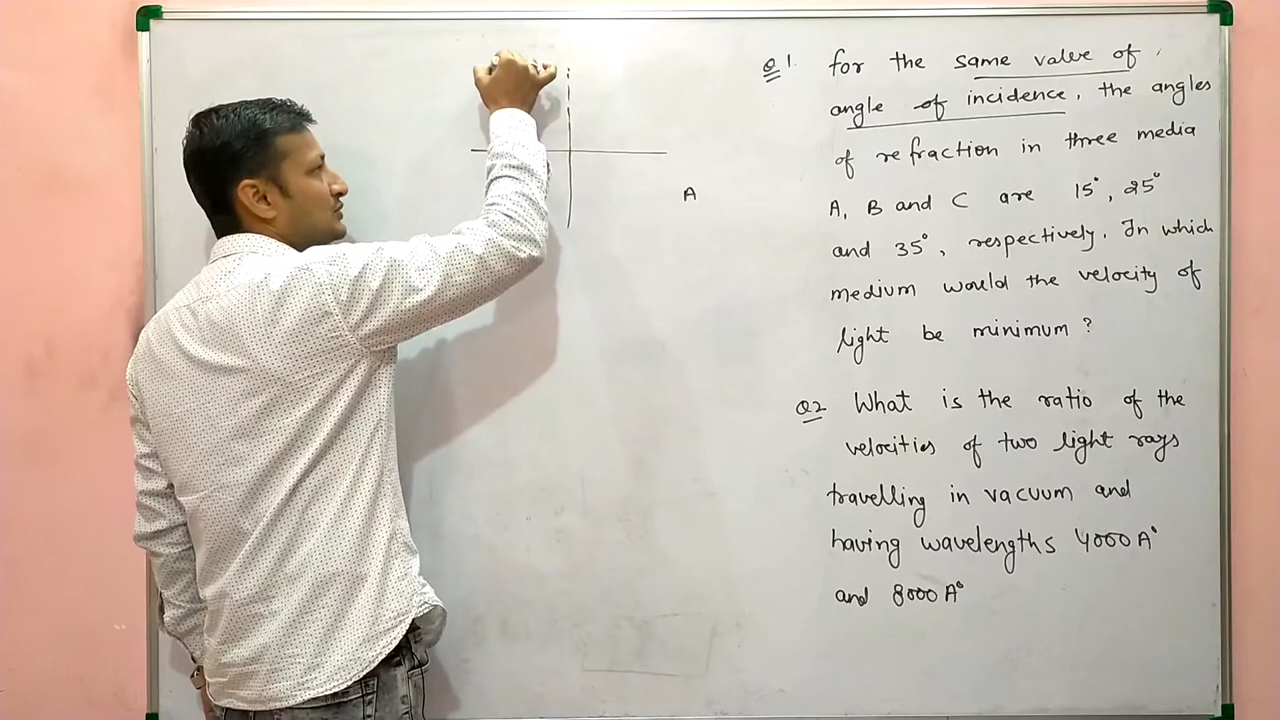 Q1. for the same value of
angle of incidence, the angles
of refraction in three media
A, B and C are 15°, 25°
and 35°, respectively. In which
medium would the velocity of
light be minimum?
Q2 What is the ratio of the
velocities of two light rays
travelling in vacuum and
having wavelengths 4000A°
and 8000A°
A